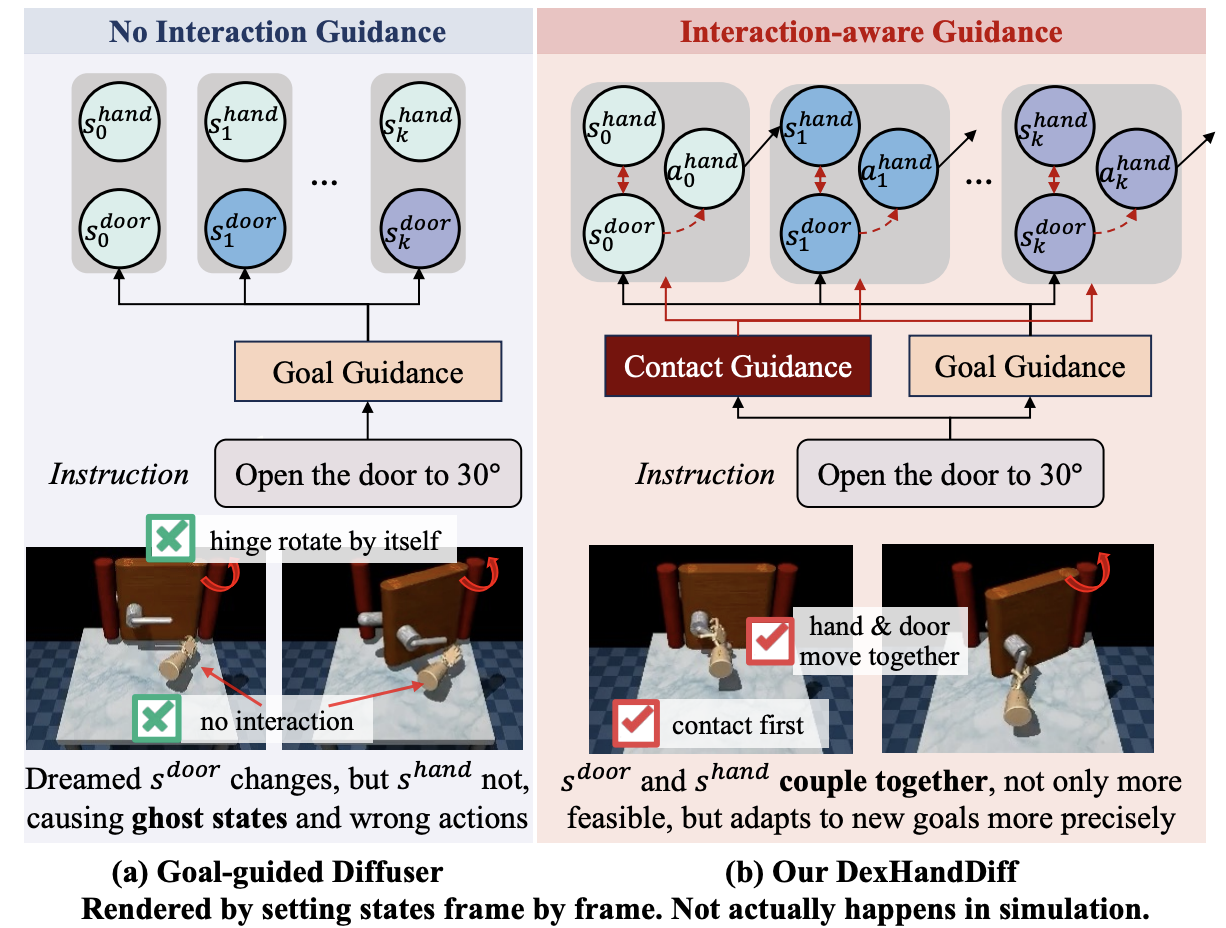 No Interaction Guidance
s_0^{hand} s_1^{hand} s_k^{hand}
...
s_0^{door} s_1^{door} s_k^{door}
Goal Guidance
Instruction
Open the door to 30°
hinge rotate by itself
no interaction
Dreamed s^{door} changes, but s^{hand} not,
causing ghost states and wrong actions
(a) Goal-guided Diffuser
Interaction-aware Guidance
s_0^{hand} s_1^{hand} s_k^{hand}
a_0^{hand} a_1^{hand} a_k^{hand}
...
s_0^{door} s_1^{door} s_k^{door}
Contact Guidance
Goal Guidance
Instruction
Open the door to 30°
hand & door
move together
contact first
s^{door} and s^{hand} couple together, not only more
feasible, but adapts to new goals more precisely
(b) Our DexHandDiff
Rendered by setting states frame by frame. Not actually happens in simulation.